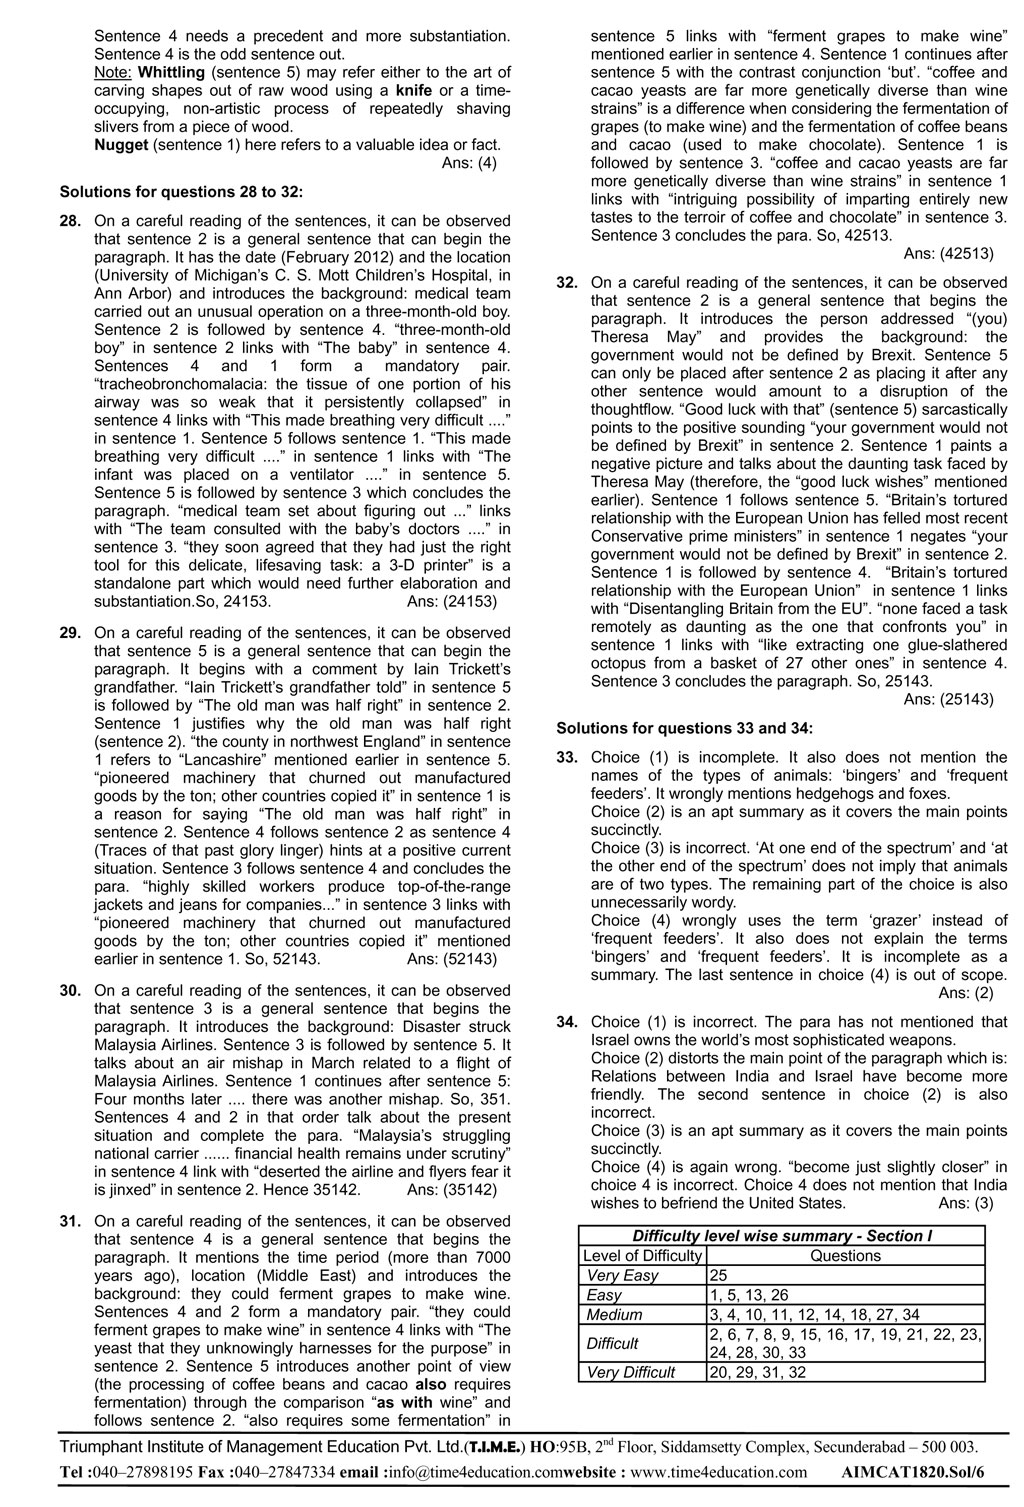 Sentence 4 needs a precedent and more substantiation.
Sentence 4 is the odd sentence out.
Note: Whittling (sentence 5) may refer either to the art of
carving shapes out of raw wood using a knife or a time-
occupying, non-artistic process of repeatedly shaving
slivers from a piece of wood.
Nugget (sentence 1) here refers to a valuable idea or fact.
Ans: (4)
Solutions for questions 28 to 32:
28. On a careful reading of the sentences, it can be observed
that sentence 2 is a general sentence that can begin the
paragraph. It has the date (February 2012) and the location
(University of Michigan's C. S. Mott Children's Hospital, in
Ann Arbor) and introduces the background: medical team
carried out an unusual operation on a three-month-old boy.
Sentence 2 is followed by sentence 4. “three-month-old
boy” in sentence 2 links with “The baby” in sentence 4.
Sentences 4 and 1 form a mandatory pair.
“tracheobronchomalacia: the tissue of one portion of his
airway was so weak that it persistently collapsed” in
sentence 4 links with “This made breathing very difficult ....”
in sentence 1. Sentence 5 follows sentence 1. “This made
breathing very difficult ....” in sentence 1 links with “The
infant was placed on a ventilator ....” in sentence 5.
Sentence 5 is followed by sentence 3 which concludes the
paragraph. “medical team set about figuring out ...” links
with “The team consulted with the baby's doctors ....” in
sentence 3. “they soon agreed that they had just the right
tool for this delicate, lifesaving task: a 3-D printer” is a
standalone part which would need further elaboration and
substantiation.So, 24153. Ans: (24153)
29. On a careful reading of the sentences, it can be observed
that sentence 5 is a general sentence that can begin the
paragraph. It begins with a comment by Iain Trickett's
grandfather. “Iain Trickett's grandfather told” in sentence 5
is followed by “The old man was half right” in sentence 2.
Sentence 1 justifies why the old man was half right
(sentence 2). “the county in northwest England” in sentence
1 refers to “Lancashire” mentioned earlier in sentence 5.
“pioneered machinery that churned out manufactured
goods by the ton; other countries copied it” in sentence 1 is
a reason for saying “The old man was half right” in
sentence 2. Sentence 4 follows sentence 2 as sentence 4
(Traces of that past glory linger) hints at a positive current
situation. Sentence 3 follows sentence 4 and concludes the
para. “highly skilled workers produce top-of-the-range
jackets and jeans for companies...” in sentence 3 links with
“pioneered machinery that churned out manufactured
goods by the ton; other countries copied it” mentioned
earlier in sentence 1. So, 52143. Ans: (52143)
30. On a careful reading of the sentences, it can be observed
that sentence 3 is a general sentence that begins the
paragraph. It introduces the background: Disaster struck
Malaysia Airlines. Sentence 3 is followed by sentence 5. It
talks about an air mishap in March related to a flight of
Malaysia Airlines. Sentence 1 continues after sentence 5:
Four months later .... there was another mishap. So, 351.
Sentences 4 and 2 in that order talk about the present
situation and complete the para. “Malaysia's struggling
national carrier ...... financial health remains under scrutiny”
in sentence 4 link with “deserted the airline and flyers fear it
is jinxed” in sentence 2. Hence 35142. Ans: (35142)
31. On a careful reading of the sentences, it can be observed
that sentence 4 is a general sentence that begins the
paragraph. It mentions the time period (more than 7000
years ago), location (Middle East) and introduces the
background: they could ferment grapes to make wine.
Sentences 4 and 2 form a mandatory pair. “they could
ferment grapes to make wine” in sentence 4 links with “The
yeast that they unknowingly harnesses for the purpose” in
sentence 2. Sentence 5 introduces another point of view
(the processing of coffee beans and cacao also requires
fermentation) through the comparison “as with wine” and
follows sentence 2. “also requires some fermentation” in
sentence 5 links with “ferment grapes to make wine”
mentioned earlier in sentence 4. Sentence 1 continues after
sentence 5 with the contrast conjunction ‘but’. “coffee and
cacao yeasts are far more genetically diverse than wine
strains” is a difference when considering the fermentation of
grapes (to make wine) and the fermentation of coffee beans
and cacao (used to make chocolate). Sentence 1 is
followed by sentence 3. “coffee and cacao yeasts are far
more genetically diverse than wine strains” in sentence 1
links with “intriguing possibility of imparting entirely new
tastes to the terroir of coffee and chocolate” in sentence 3.
Sentence 3 concludes the para. So, 42513.
Ans: (42513)
32. On a careful reading of the sentences, it can be observed
that sentence 2 is a general sentence that begins the
paragraph. It introduces the person addressed “(you)
Theresa May” and provides the background: the
government would not be defined by Brexit. Sentence 5
can only be placed after sentence 2 as placing it after any
other sentence would amount to a disruption of the
thoughtflow. “Good luck with that” (sentence 5) sarcastically
points to the positive sounding “your government would not
be defined by Brexit” in sentence 2. Sentence 1 paints a
negative picture and talks about the daunting task faced by
Theresa May (therefore, the “good luck wishes” mentioned
earlier). Sentence 1 follows sentence 5. “Britain's tortured
relationship with the European Union has felled most recent
Conservative prime ministers” in sentence 1 negates “your
government would not be defined by Brexit” in sentence 2.
Sentence 1 is followed by sentence 4. “Britain's tortured
relationship with the European Union” in sentence 1 links
with “Disentangling Britain from the EU”. “none faced a task
remotely as daunting as the one that confronts you” in
sentence 1 links with “like extracting one glue-slathered
octopus from a basket of 27 other ones” in sentence 4.
Sentence 3 concludes the paragraph. So, 25143.
Ans: (25143)
Solutions for questions 33 and 34:
33. Choice (1) is incomplete. It also does not mention the
names of the types of animals: ‘bingers’ and ‘frequent
feeders’. It wrongly mentions hedgehogs and foxes.
Choice (2) is an apt summary as it covers the main points
succinctly.
Choice (3) is incorrect. ‘At one end of the spectrum’ and ‘at
the other end of the spectrum’ does not imply that animals
are of two types. The remaining part of the choice is also
unnecessarily wordy.
Choice (4) wrongly uses the term ‘grazer’ instead of
‘frequent feeders’. It also does not explain the terms
‘bingers’ and ‘frequent feeders’. It is incomplete as a
summary. The last sentence in choice (4) is out of scope.
Ans: (2)
34. Choice (1) is incorrect. The para has not mentioned that
Israel owns the world's most sophisticated weapons.
Choice (2) distorts the main point of the paragraph which is:
Relations between India and Israel have become more
friendly. The second sentence in choice (2) is also
incorrect.
Choice (3) is an apt summary as it covers the main points
succinctly.
Choice (4) is again wrong. “become just slightly closer” in
choice 4 is incorrect. Choice 4 does not mention that India
wishes to befriend the United States. Ans: (3)
Difficulty level wise summary - Section I
Level of Difficulty Questions
Very Easy 25
Easy 1, 5, 13, 26
Medium 3, 4, 10, 11, 12, 14, 18, 27, 34
Difficult 2, 6, 7, 8, 9, 15, 16, 17, 19, 21, 22, 23,
24, 28, 30, 33
Very Difficult 20, 29, 31, 32
Triumphant Institute of Management Education Pvt. Ltd.(T.I.M.E.) HO:95B, 2nd Floor, Siddamsetty Complex, Secunderabad – 500 003.
Tel :040–27898195 Fax :040–27847334 email :info@time4education.comwebsite : www.time4education.com AIMCAT1820.Sol/6